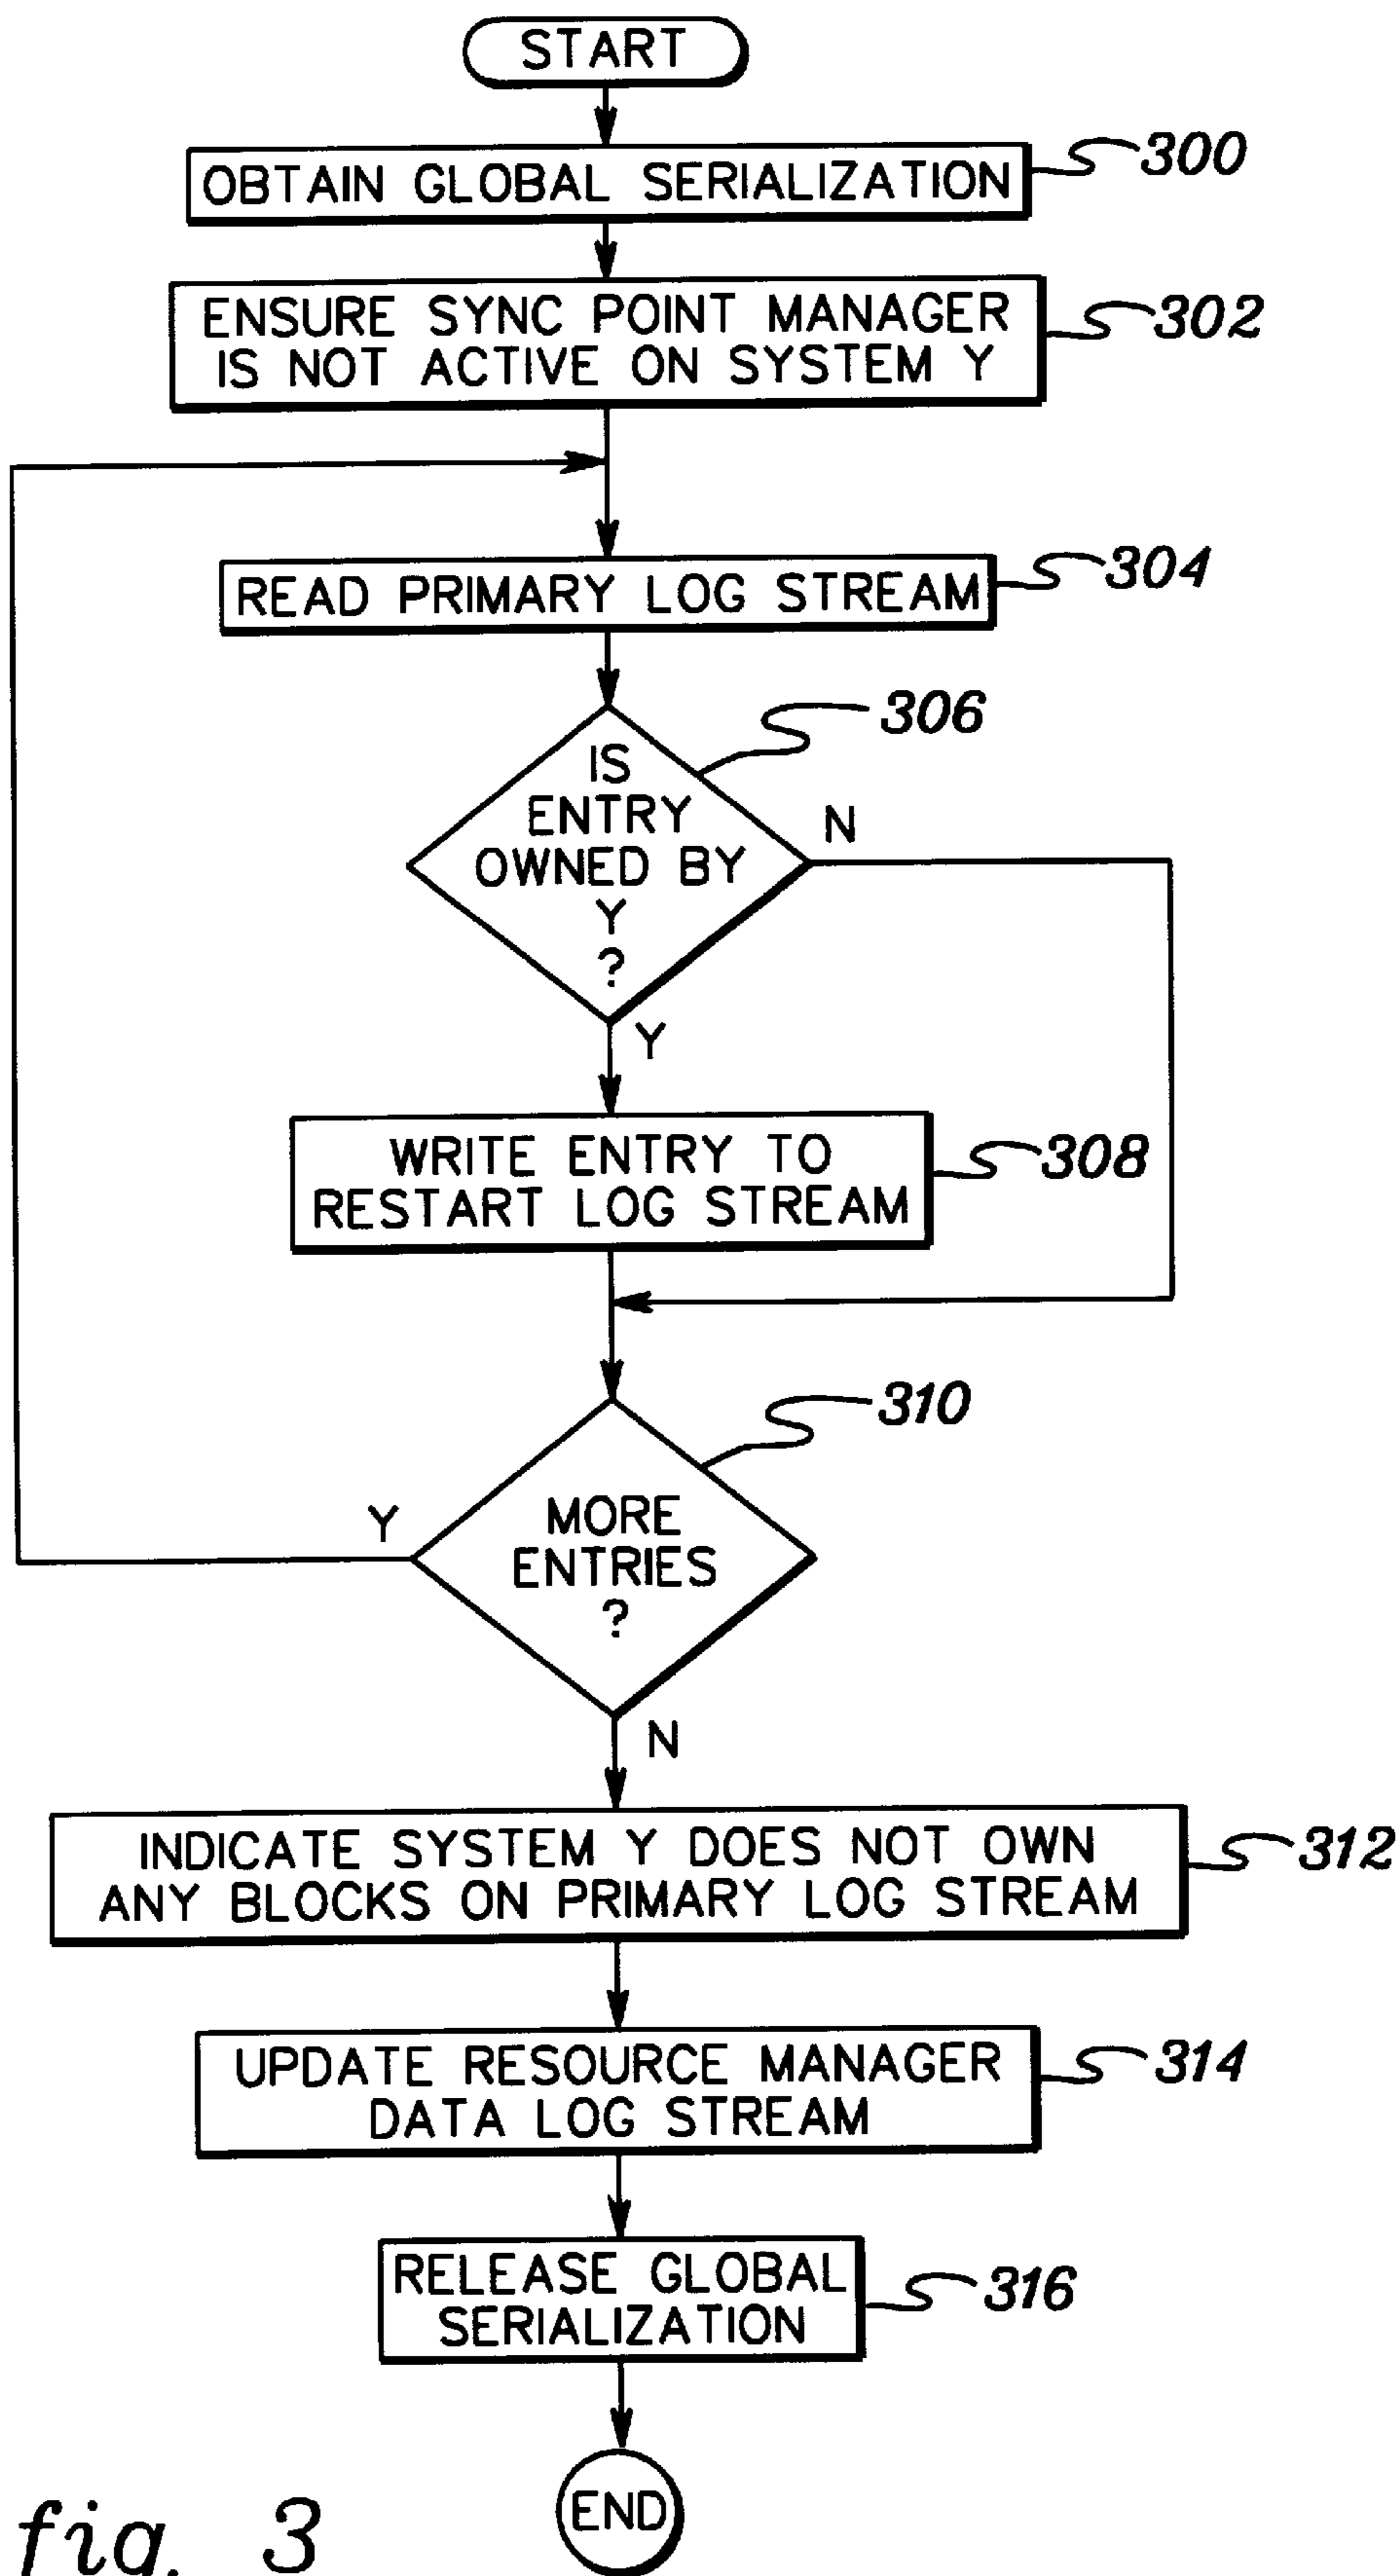 START
OBTAIN GLOBAL SERIALIZATION
300
ENSURE SYNC POINT MANAGER
IS NOT ACTIVE ON SYSTEM Y
302
READ PRIMARY LOG STREAM
304
306
IS
ENTRY
OWNED BY
Y
?
N
Y
WRITE ENTRY TO
RESTART LOG STREAM
308
310
MORE
ENTRIES
?
Y
N
INDICATE SYSTEM Y DOES NOT OWN
ANY BLOCKS ON PRIMARY LOG STREAM
312
UPDATE RESOURCE MANAGER
DATA LOG STREAM
314
RELEASE GLOBAL
SERIALIZATION
316
END
fig. 3